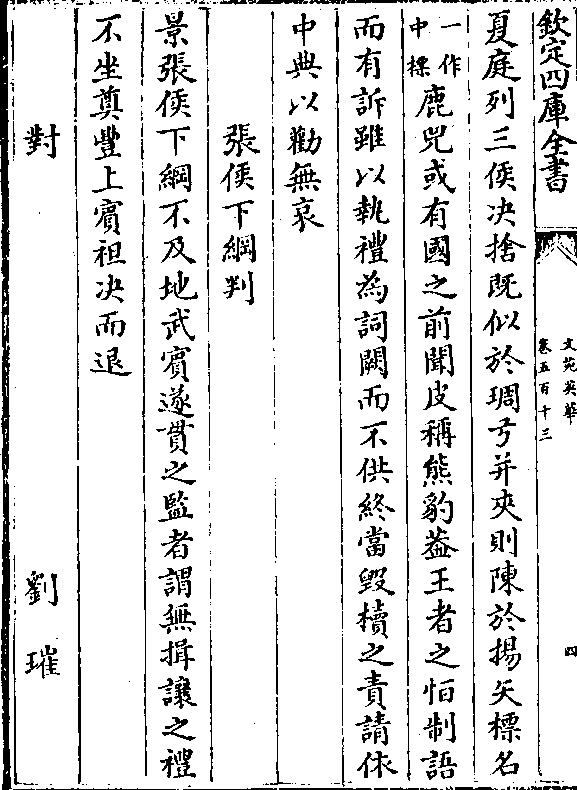 欽定四庫全書
文苑英華
卷五百十三
四
夏庭列三侯决捨既似於琱弓并夾則陳於揚矢標名
一作
中標
鹿兕或有國之前聞皮稱熊豹葢王者之恒制語
而有訴雖以執禮為詞闕而不供終當毀櫝之責請依
中典以勸無哀
張侯下綱判
景張侯下綱不及地武賓遂貫之監者謂無揖讓之禮
不坐奠豐上賓袒决而退
對
劉璀